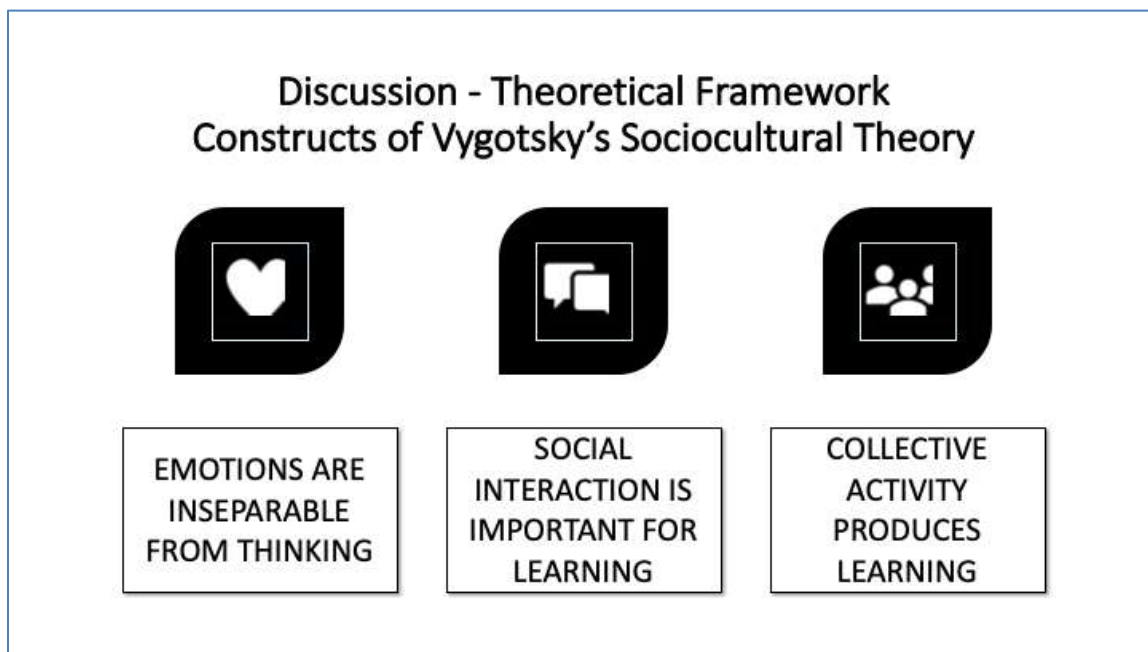 Discussion - Theoretical Framework
Constructs of Vygotsky's Sociocultural Theory
EMOTIONS ARE
INSEPARABLE
FROM THINKING
SOCIAL
INTERACTION IS
IMPORTANT FOR
LEARNING
COLLECTIVE
ACTIVITY
PRODUCES
LEARNING